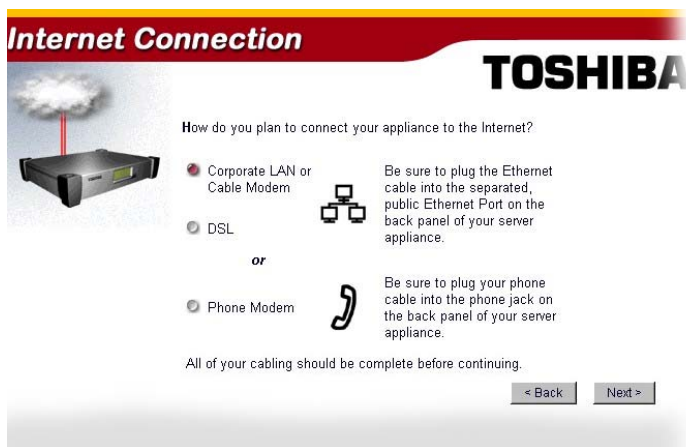 Internet Connection
TOSHIBA
How do you plan to connect your appliance to the Internet?
Corporate LAN or
Cable Modem
Be sure to plug the Ethernet
cable into the separated,
public Ethernet Port on the
back panel of your server
appliance.
DSL
or
Phone Modem
Be sure to plug your phone
cable into the phone jack on
the back panel of your server
appliance.
All of your cabling should be complete before continuing.
< Back
Next >